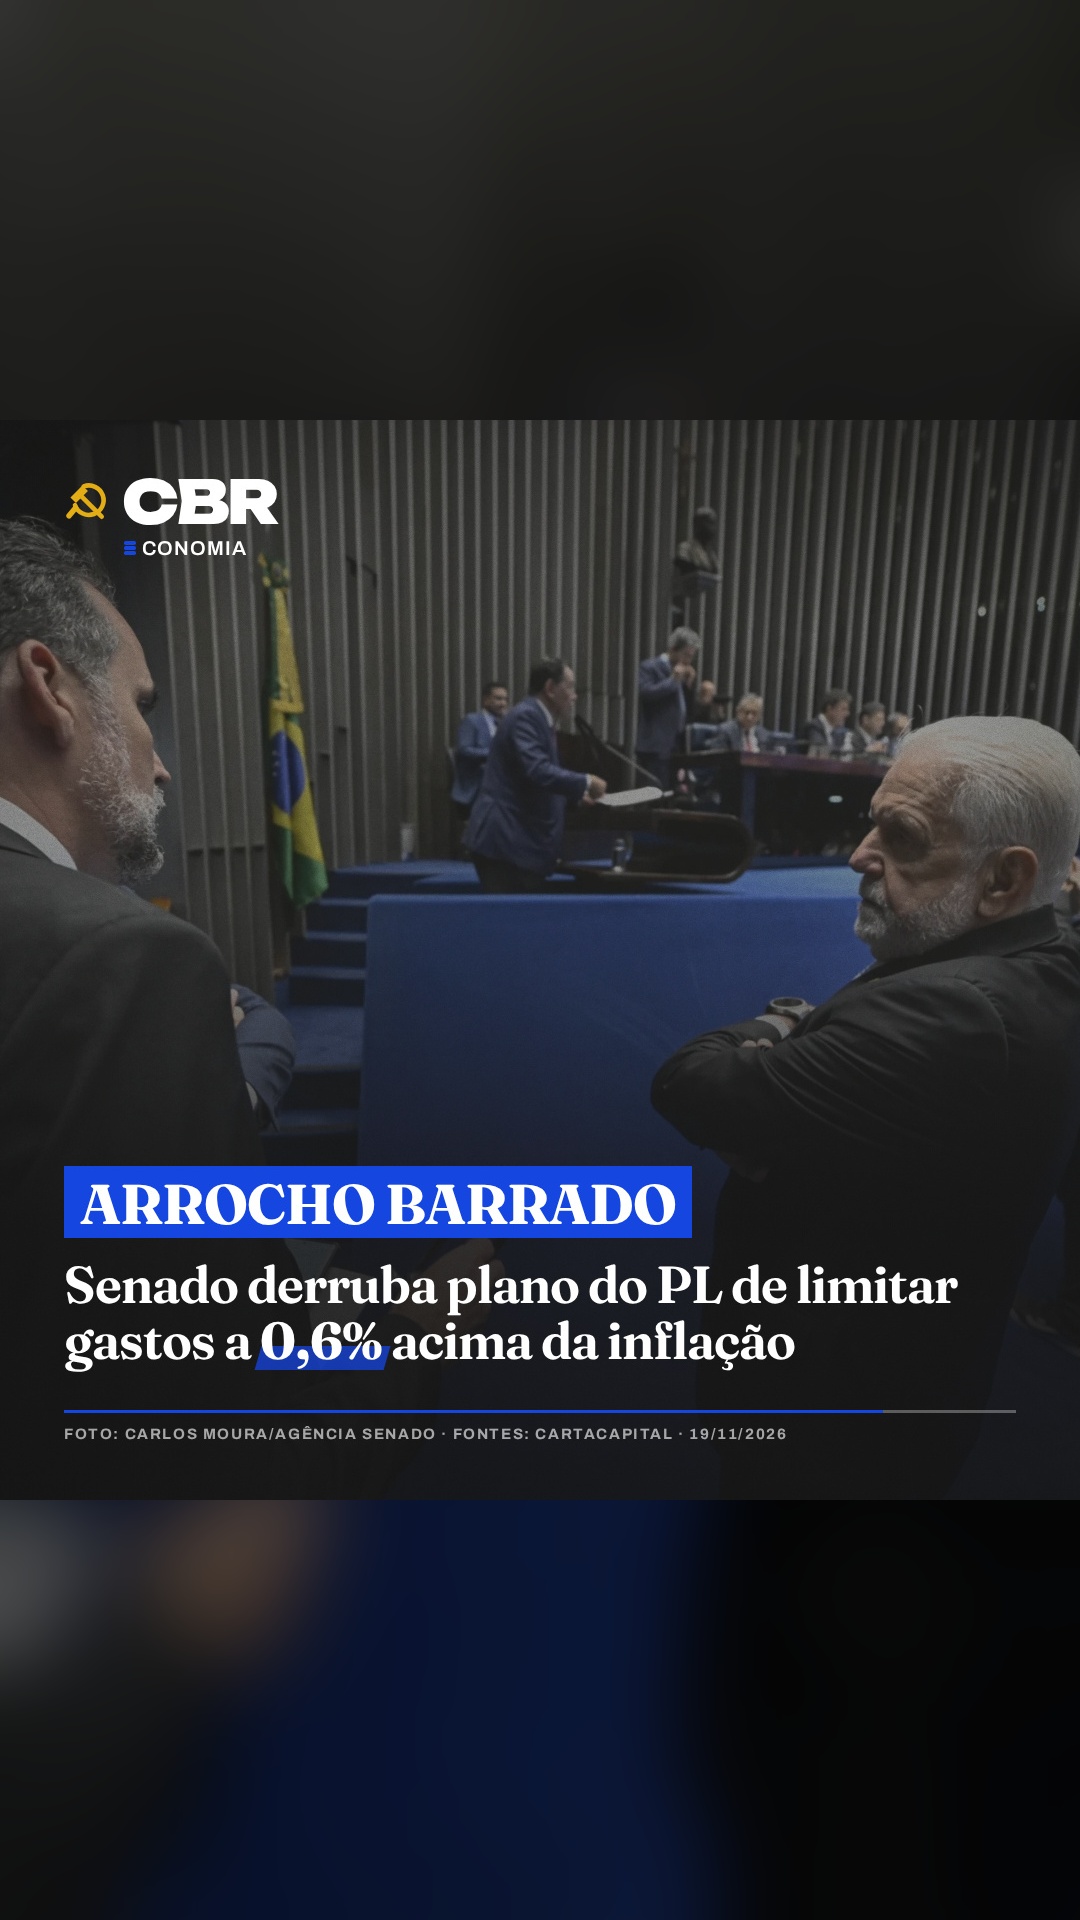 CBR
ECONOMIA
ARROCHO BARRADO
Senado derruba plano do PL de limitar
gastos a 0,6% acima da inflação
FOTO: CARLOS MOURA/AGÊNCIA SENADO · FONTES: CARTACAPITAL · 19/11/2026